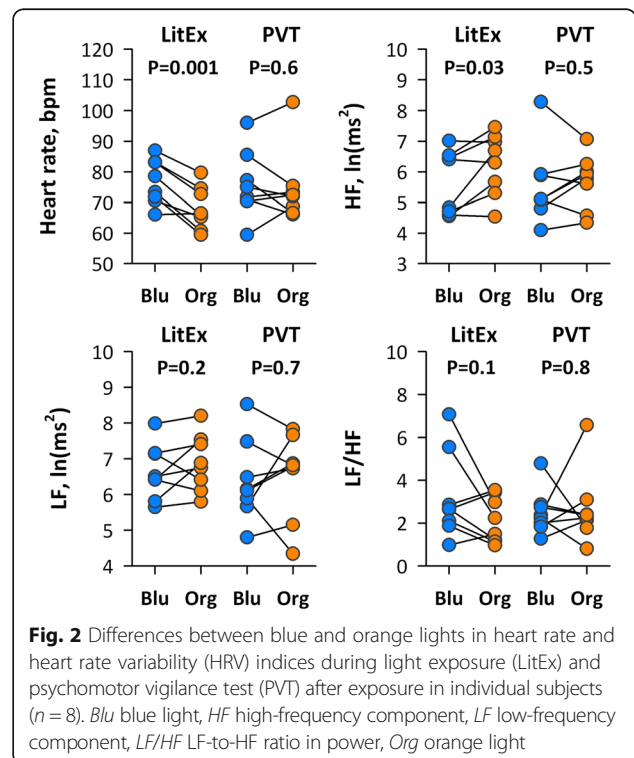 LitEx PVT
P=0.001 P=0.6
Heart rate, bpm
120
110
100
90
80
70
60
50
Blu Org Blu Org
LitEx PVT
P=0.03 P=0.5
HF, ln(ms²)
10
9
8
7
6
5
4
3
Blu Org Blu Org
LitEx PVT
P=0.2 P=0.7
LF, ln(ms²)
10
9
8
7
6
5
4
Blu Org Blu Org
LitEx PVT
P=0.1 P=0.8
LF/HF
10
8
6
4
2
0
Blu Org Blu Org
Fig. 2 Differences between blue and orange lights in heart rate and
heart rate variability (HRV) indices during light exposure (LitEx) and
psychomotor vigilance test (PVT) after exposure in individual subjects
(n = 8). Blu blue light, HF high-frequency component, LF low-frequency
component, LF/HF LF-to-HF ratio in power, Org orange light